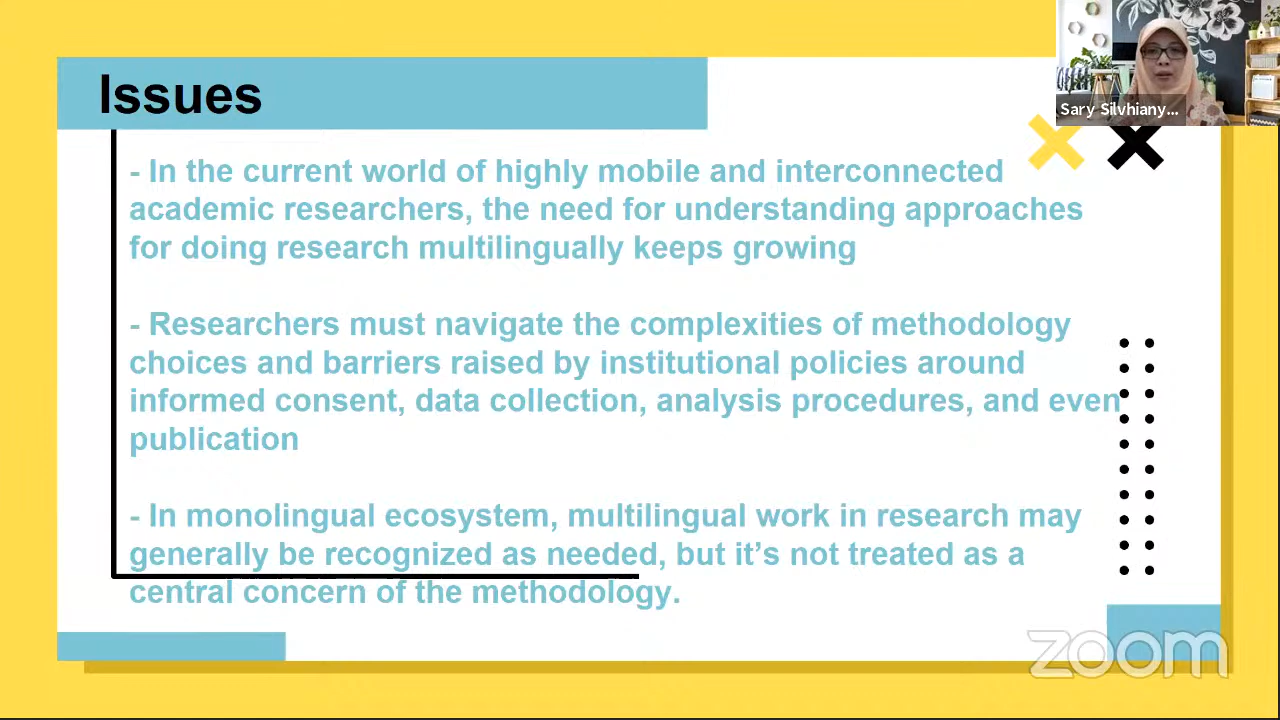 Issues
Sary Silvhiany...
- In the current world of highly mobile and interconnected
academic researchers, the need for understanding approaches
for doing research multilingually keeps growing
- Researchers must navigate the complexities of methodology
choices and barriers raised by institutional policies around
informed consent, data collection, analysis procedures, and even
publication
- In monolingual ecosystem, multilingual work in research may
generally be recognized as needed, but it’s not treated as a
central concern of the methodology.
zoom